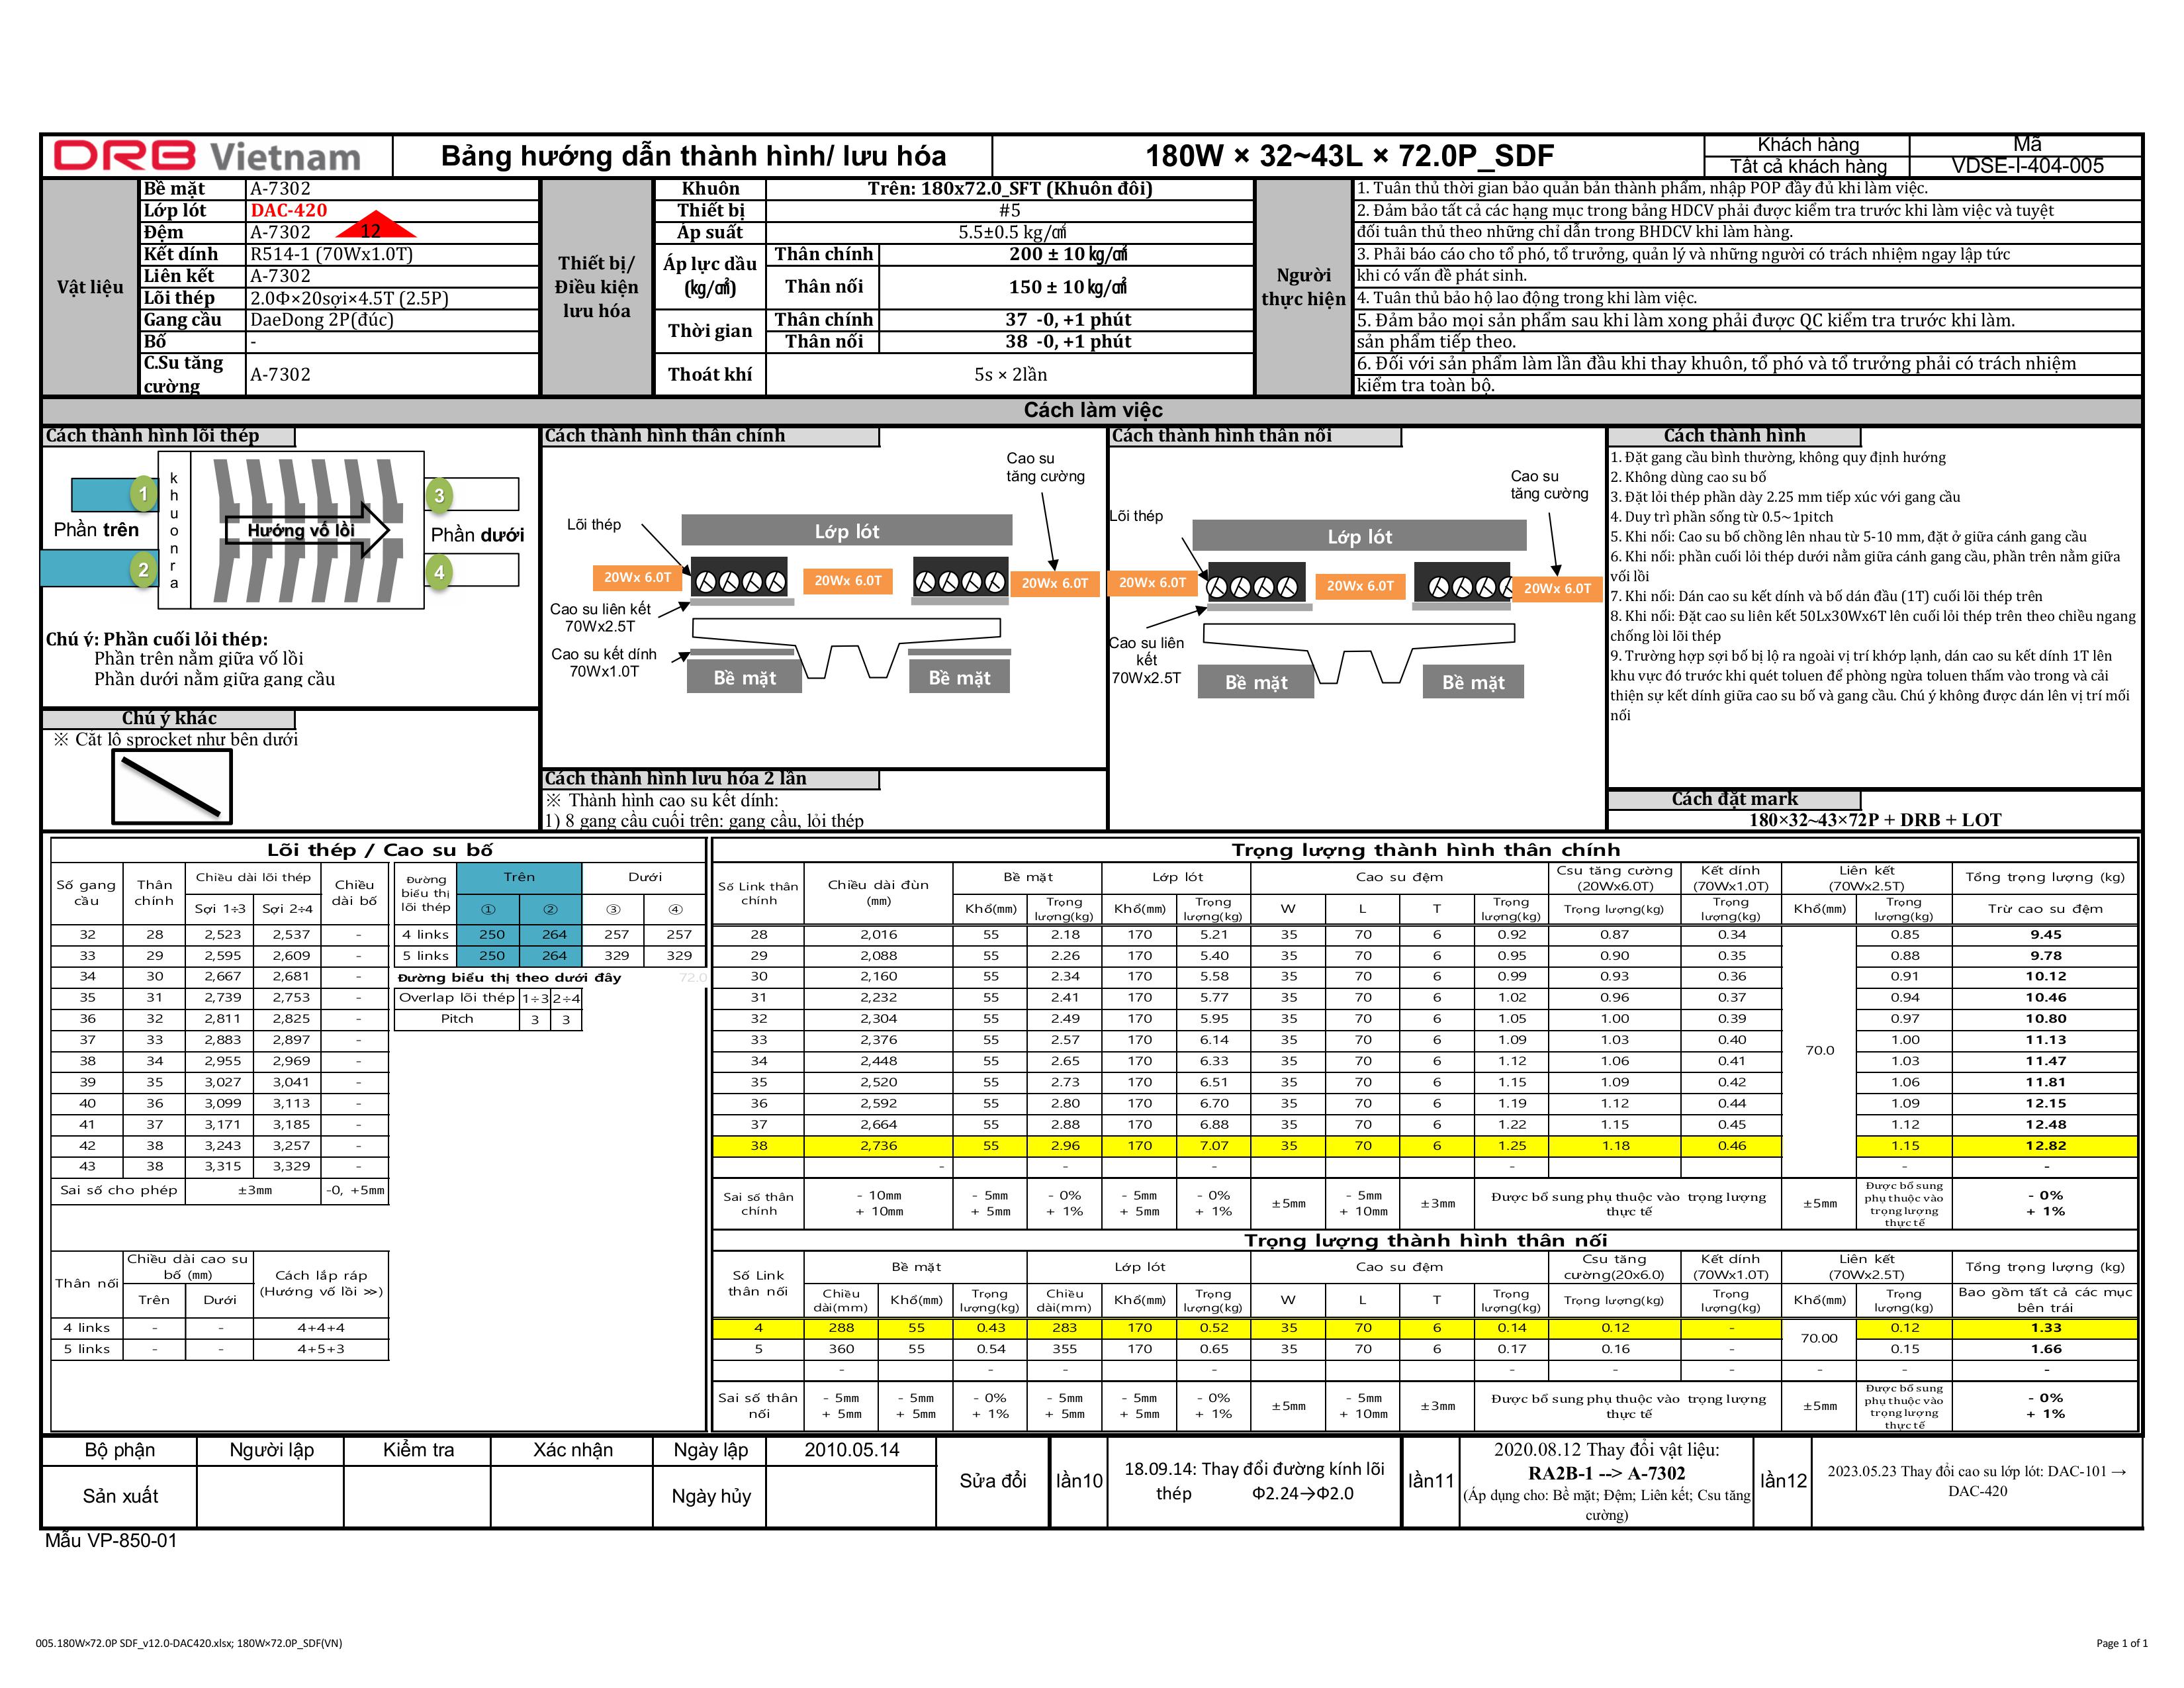 DRB Vietnam
Bảng hướng dẫn thành hình/ lưu hóa
180W × 32~43L × 72.0P_SDF
Khách hàng
Mã
Tất cả khách hàng
VDSE-I-404-005
Vật liệu
Bề mặt A-7302
Lớp lót DAC-420
12
Đệm A-7302
Kết dính R514-1 (70Wx1.0T)
Liên kết A-7302
Lõi thép 2.0Φ×20sợi×4.5T (2.5P)
Gang cầu DaeDong 2P(đúc)
Bố -
C.Su tăng cường A-7302
Thiết bị/ Điều kiện lưu hóa
Khuôn Trên: 180x72.0_SFT (Khuôn đôi)
Thiết bị #5
Áp suất 5.5±0.5 kg/㎠
Áp lực dầu (kg/㎠)
Thân chính 200 ± 10 kg/㎠
Thân nối 150 ± 10 kg/㎠
Thời gian
Thân chính 37 -0, +1 phút
Thân nối 38 -0, +1 phút
Thoát khí 5s × 2lần
Người thực hiện
1. Tuân thủ thời gian bảo quản bản thành phẩm, nhập POP đầy đủ khi làm việc.
2. Đảm bảo tất cả các hạng mục trong bảng HDCV phải được kiểm tra trước khi làm việc và tuyệt
đối tuân thủ theo những chỉ dẫn trong BHDCV khi làm hàng.
3. Phải báo cáo cho tổ phó, tổ trưởng, quản lý và những người có trách nhiệm ngay lập tức
khi có vấn đề phát sinh.
4. Tuân thủ bảo hộ lao động trong khi làm việc.
5. Đảm bảo mọi sản phẩm sau khi làm xong phải được QC kiểm tra trước khi làm.
sản phẩm tiếp theo.
6. Đối với sản phẩm làm lần đầu khi thay khuôn, tổ phó và tổ trưởng phải có trách nhiệm
kiểm tra toàn bộ.
Cách làm việc
Cách thành hình lõi thép
1
2
3
4
Phần trên
khuonra
Hướng vố lồi
Phần dưới
Chú ý: Phần cuối lỏi thép:
Phần trên nằm giữa vố lồi
Phần dưới nằm giữa gang cầu
Chú ý khác
※ Cắt lô sprocket như bên dưới
Cách thành hình thân chính
Cao su tăng cường
Lõi thép
Lớp lót
20Wx 6.0T
20Wx 6.0T
20Wx 6.0T
Cao su liên kết 70Wx2.5T
Cao su kết dính 70Wx1.0T
Bề mặt
Bề mặt
Cách thành hình lưu hóa 2 lần
※ Thành hình cao su kết dính:
1) 8 gang cầu cuối trên: gang cầu, lỏi thép
Cách thành hình thân nối
Cao su tăng cường
Lõi thép
Lớp lót
20Wx 6.0T
20Wx 6.0T
20Wx 6.0T
Cao su liên kết 70Wx2.5T
Bề mặt
Bề mặt
Cách thành hình
1. Đặt gang cầu bình thường, không quy định hướng
2. Không dùng cao su bố
3. Đặt lỏi thép phần dày 2.25 mm tiếp xúc với gang cầu
4. Duy trì phần sống từ 0.5~1pitch
5. Khi nối: Cao su bố chồng lên nhau từ 5-10 mm, đặt ở giữa cánh gang cầu
6. Khi nối: phần cuối lỏi thép dưới nằm giữa cánh gang cầu, phần trên nằm giữa
vối lồi
7. Khi nối: Dán cao su kết dính và bố dán đầu (1T) cuối lõi thép trên
8. Khi nối: Đặt cao su liên kết 50Lx30Wx6T lên cuối lỏi thép trên theo chiều ngang
chống lòi lõi thép
9. Trường hợp sợi bố bị lộ ra ngoài vị trí khớp lạnh, dán cao su kết dính 1T lên
khu vực đó trước khi quét toluen để phòng ngừa toluen thấm vào trong và cải
thiện sự kết dính giữa cao su bố và gang cầu. Chú ý không được dán lên vị trí mối
nối
Cách đặt mark
180×32~43×72P + DRB + LOT
Lõi thép / Cao su bố
Số gang cầu
Thân chính
Chiều dài lõi thép
Sợi 1÷3 Sợi 2÷4
Chiều dài bố
32 28 2,523 2,537 -
33 29 2,595 2,609 -
34 30 2,667 2,681 -
35 31 2,739 2,753 -
36 32 2,811 2,825 -
37 33 2,883 2,897 -
38 34 2,955 2,969 -
39 35 3,027 3,041 -
40 36 3,099 3,113 -
41 37 3,171 3,185 -
42 38 3,243 3,257 -
43 38 3,315 3,329 -
Sai số cho phép ±3mm -0, +5mm
Đường biểu thị lõi thép
Trên Dưới
① ② ③ ④
4 links 250 264 257 257
5 links 250 264 329 329
Đường biểu thị theo dưới đây 72.0
Overlap lõi thép 1÷3 2÷4
Pitch 3 3
Thân nối
Chiều dài cao su bố (mm)
Trên Dưới
Cách lắp ráp (Hướng vố lồi ≫)
4 links - - 4+4+4
5 links - - 4+5+3
Trọng lượng thành hình thân chính
Số Link thân chính
Chiều dài đùn (mm)
Bề mặt
Lớp lót
Cao su đệm
Csu tăng cường (20Wx6.0T)
Kết dính (70Wx1.0T)
Liên kết (70Wx2.5T)
Tổng trọng lượng (kg)
Khổ(mm) Trọng lượng(kg) Khổ(mm) Trọng lượng(kg) W L T Trọng lượng(kg) Trọng lượng(kg) Trọng lượng(kg) Khổ(mm) Trọng lượng(kg) Trừ cao su đệm
28 2,016 55 2.18 170 5.21 35 70 6 0.92 0.87 0.34 0.85 9.45
29 2,088 55 2.26 170 5.40 35 70 6 0.95 0.90 0.35 0.88 9.78
30 2,160 55 2.34 170 5.58 35 70 6 0.99 0.93 0.36 0.91 10.12
31 2,232 55 2.41 170 5.77 35 70 6 1.02 0.96 0.37 0.94 10.46
32 2,304 55 2.49 170 5.95 35 70 6 1.05 1.00 0.39 0.97 10.80
33 2,376 55 2.57 170 6.14 35 70 6 1.09 1.03 0.40 1.00 11.13
70.0
34 2,448 55 2.65 170 6.33 35 70 6 1.12 1.06 0.41 1.03 11.47
35 2,520 55 2.73 170 6.51 35 70 6 1.15 1.09 0.42 1.06 11.81
36 2,592 55 2.80 170 6.70 35 70 6 1.19 1.12 0.44 1.09 12.15
37 2,664 55 2.88 170 6.88 35 70 6 1.22 1.15 0.45 1.12 12.48
38 2,736 55 2.96 170 7.07 35 70 6 1.25 1.18 0.46 1.15 12.82
- - - - - -
Sai số thân chính
- 10mm + 10mm
- 5mm + 5mm
- 0% + 1%
- 5mm + 5mm
- 0% + 1%
±5mm
- 5mm + 10mm
±3mm
Được bổ sung phụ thuộc vào trọng lượng thực tế
±5mm
Được bổ sung phụ thuộc vào trọng lượng thực tế
- 0% + 1%
Trọng lượng thành hình thân nối
Số Link thân nối
Bề mặt
Lớp lót
Cao su đệm
Csu tăng cường(20x6.0)
Kết dính (70Wx1.0T)
Liên kết (70Wx2.5T)
Tổng trọng lượng (kg)
Chiều dài(mm) Khổ(mm) Trọng lượng(kg) Chiều dài(mm) Khổ(mm) Trọng lượng(kg) W L T Trọng lượng(kg) Trọng lượng(kg) Trọng lượng(kg) Khổ(mm) Trọng lượng(kg) Bao gồm tất cả các mục bên trái
4 288 55 0.43 283 170 0.52 35 70 6 0.14 0.12 - 0.12 1.33
70.00
5 360 55 0.54 355 170 0.65 35 70 6 0.17 0.16 - 0.15 1.66
- - - - - - - - - -
Sai số thân nối
- 5mm + 5mm
- 5mm + 5mm
- 0% + 1%
- 5mm + 5mm
- 5mm + 5mm
- 0% + 1%
±5mm
- 5mm + 10mm
±3mm
Được bổ sung phụ thuộc vào trọng lượng thực tế
±5mm
Được bổ sung phụ thuộc vào trọng lượng thực tế
- 0% + 1%
Bộ phận Người lập Kiểm tra Xác nhận Ngày lập 2010.05.14
Sản xuất
Ngày hủy
Sửa đổi
lần10
18.09.14: Thay đổi đường kính lõi
thép Φ2.24→Φ2.0
lần11
2020.08.12 Thay đổi vật liệu:
RA2B-1 --> A-7302
(Áp dụng cho: Bề mặt; Đệm; Liên kết; Csu tăng
cường)
lần12
2023.05.23 Thay đổi cao su lớp lót: DAC-101 →
DAC-420
Mẫu VP-850-01
005.180W×72.0P SDF_v12.0-DAC420.xlsx; 180W×72.0P_SDF(VN)
Page 1 of 1